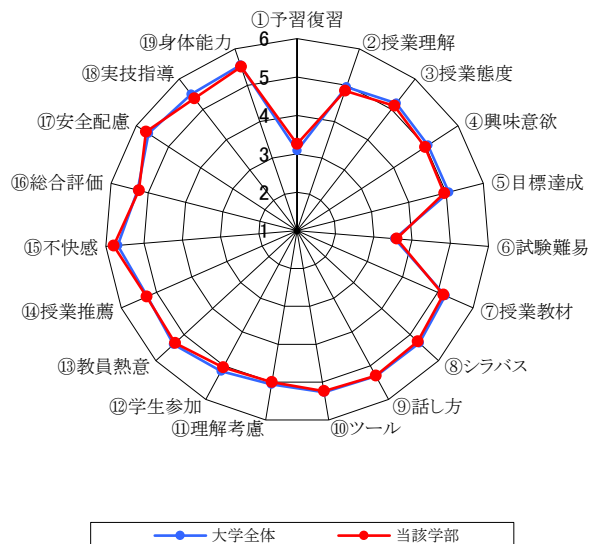 ①予習復習
②授業理解
③授業態度
④興味意欲
⑤目標達成
⑥試験難易
⑦授業教材
⑧シラバス
⑨話し方
⑩ツール
⑪理解考慮
⑫学生参加
⑬教員熱意
⑭授業推薦
⑮不快感
⑯総合評価
⑰安全配慮
⑱実技指導
⑲身体能力
6
5
4
3
2
1
大学全体 当該学部